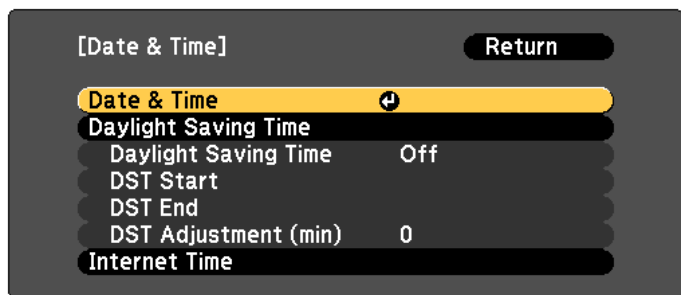 [Date & Time] Return
Date & Time
Daylight Saving Time
Daylight Saving Time Off
DST Start
DST End
DST Adjustment (min) 0
Internet Time